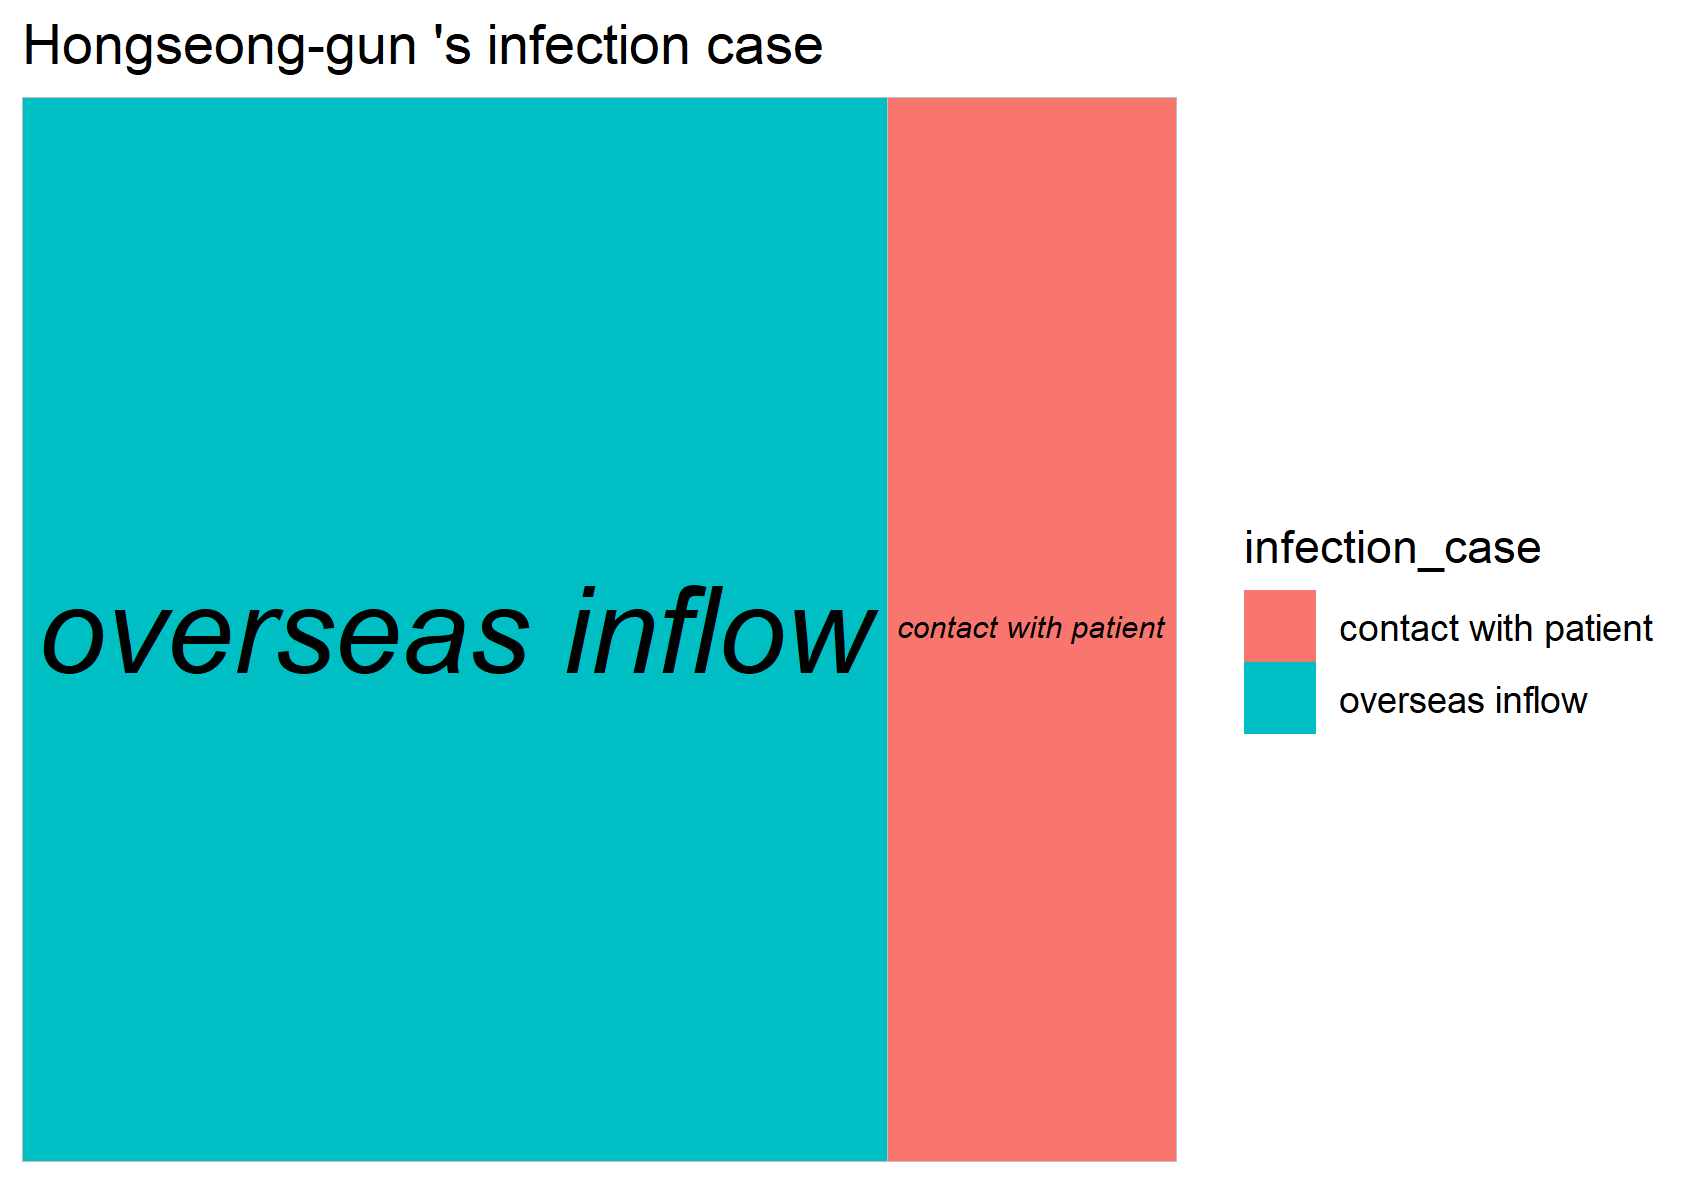 Hongseong-gun 's infection case
overseas inflow
contact with patient
infection_case
contact with patient
overseas inflow